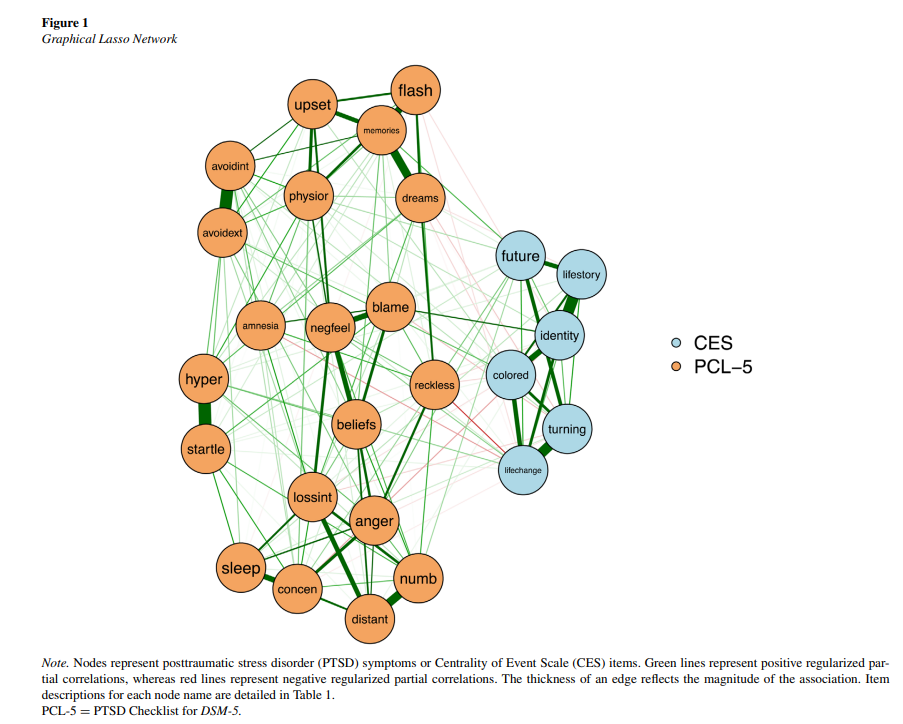 Figure 1
Graphical Lasso Network
flash
upset
memories
avoidint
physior
dreams
avoidext
future
lifestory
blame
amnesia
negfeel
identity
CES
PCL−5
hyper
reckless
colored
beliefs
turning
startle
lifechange
lossint
anger
sleep
numb
concen
distant
Note. Nodes represent posttraumatic stress disorder (PTSD) symptoms or Centrality of Event Scale (CES) items. Green lines represent positive regularized par-
tial correlations, whereas red lines represent negative regularized partial correlations. The thickness of an edge reflects the magnitude of the association. Item
descriptions for each node name are detailed in Table 1.
PCL-5 = PTSD Checklist for DSM-5.